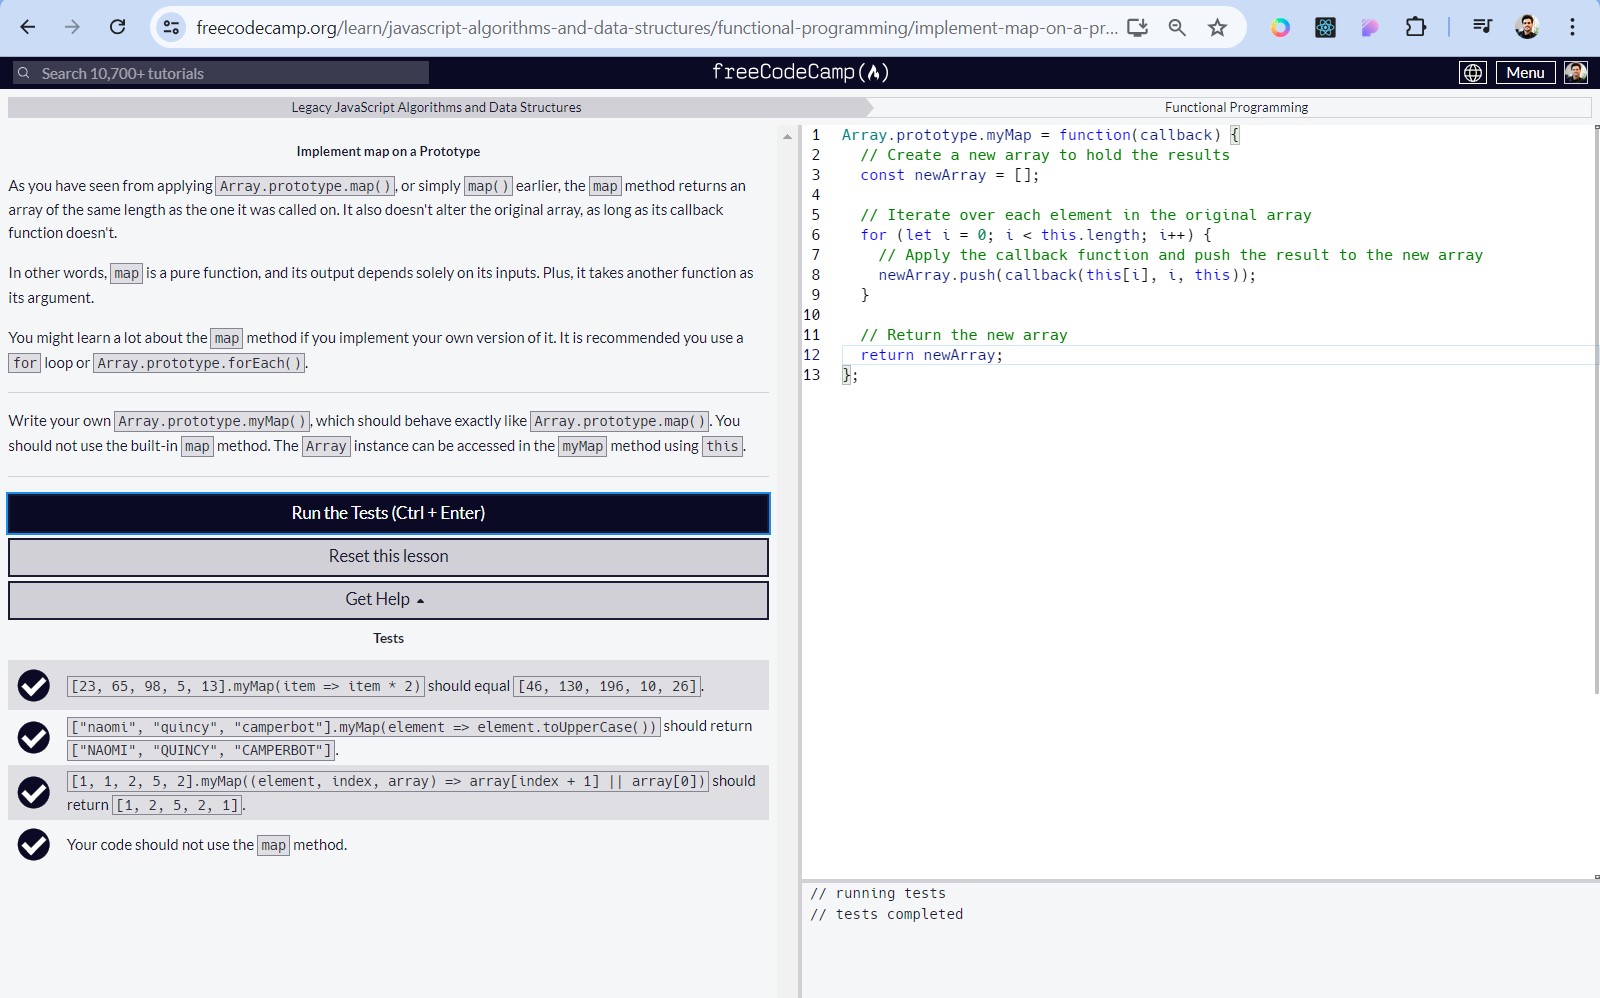 freecodecamp.org/learn/javascript-algorithms-and-data-structures/functional-programming/implement-map-on-a-pr...
Search 10,700+ tutorials
freeCodeCamp
Menu
Legacy JavaScript Algorithms and Data Structures
Functional Programming
Implement map on a Prototype
As you have seen from applying Array.prototype.map(), or simply map() earlier, the map method returns an
array of the same length as the one it was called on. It also doesn't alter the original array, as long as its callback
function doesn't.
In other words, map is a pure function, and its output depends solely on its inputs. Plus, it takes another function as
its argument.
You might learn a lot about the map method if you implement your own version of it. It is recommended you use a
for loop or Array.prototype.forEach().
Write your own Array.prototype.myMap(), which should behave exactly like Array.prototype.map(). You
should not use the built-in map method. The Array instance can be accessed in the myMap method using this.
Run the Tests (Ctrl + Enter)
Reset this lesson
Get Help
Tests
[23, 65, 98, 5, 13].myMap(item => item * 2) should equal [46, 130, 196, 10, 26].
["naomi", "quincy", "camperbot"].myMap(element => element.toUpperCase()) should return
["NAOMI", "QUINCY", "CAMPERBOT"].
[1, 1, 2, 5, 2].myMap((element, index, array) => array[index + 1] || array[0]) should
return [1, 2, 5, 2, 1].
Your code should not use the map method.
1 Array.prototype.myMap = function(callback) {
2 // Create a new array to hold the results
3 const newArray = [];
4
5 // Iterate over each element in the original array
6 for (let i = 0; i < this.length; i++) {
7 // Apply the callback function and push the result to the new array
8 newArray.push(callback(this[i], i, this));
9 }
10
11 // Return the new array
12 return newArray;
13 };
// running tests
// tests completed